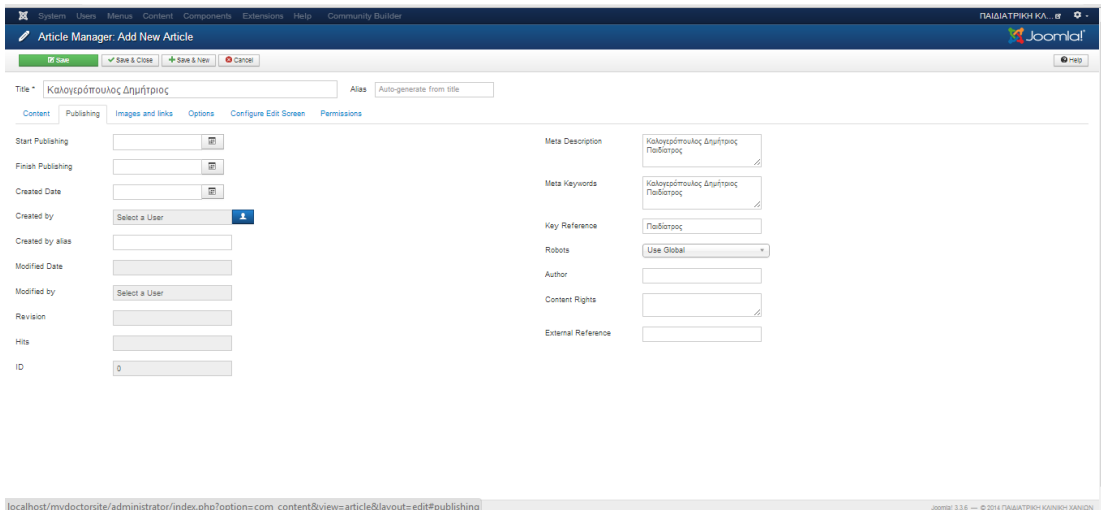 System Users Menus Content Components Extensions Help Community Builder ΠΑΙΔΙΑΤΡΙΚΗ ΚΛ...
Article Manager: Add New Article Joomla!
Save Save & Close Save & New Cancel Help
Title * Καλογερόπουλος Δημήτριος Alias Auto-generate from title
Content Publishing Images and links Options Configure Edit Screen Permissions
Start Publishing Meta Description Καλογερόπουλος Δημήτριος
Παιδίατρος
Finish Publishing
Created Date Meta Keywords Καλογερόπουλος Δημήτριος
Παιδίατρος
Created by Select a User
Key Reference Παιδίατρος
Created by alias
Robots Use Global
Modified Date
Author
Modified by Select a User
Content Rights
Revision
External Reference
Hits
ID 0
localhost/mydoctorsite/administrator/index.php?option=com_content&view=article&layout=edit#publishing Joomla! 3.3.6 — © 2014 ΠΑΙΔΙΑΤΡΙΚΗ ΚΛΙΝΙΚΗ ΧΑΝΙΩΝ